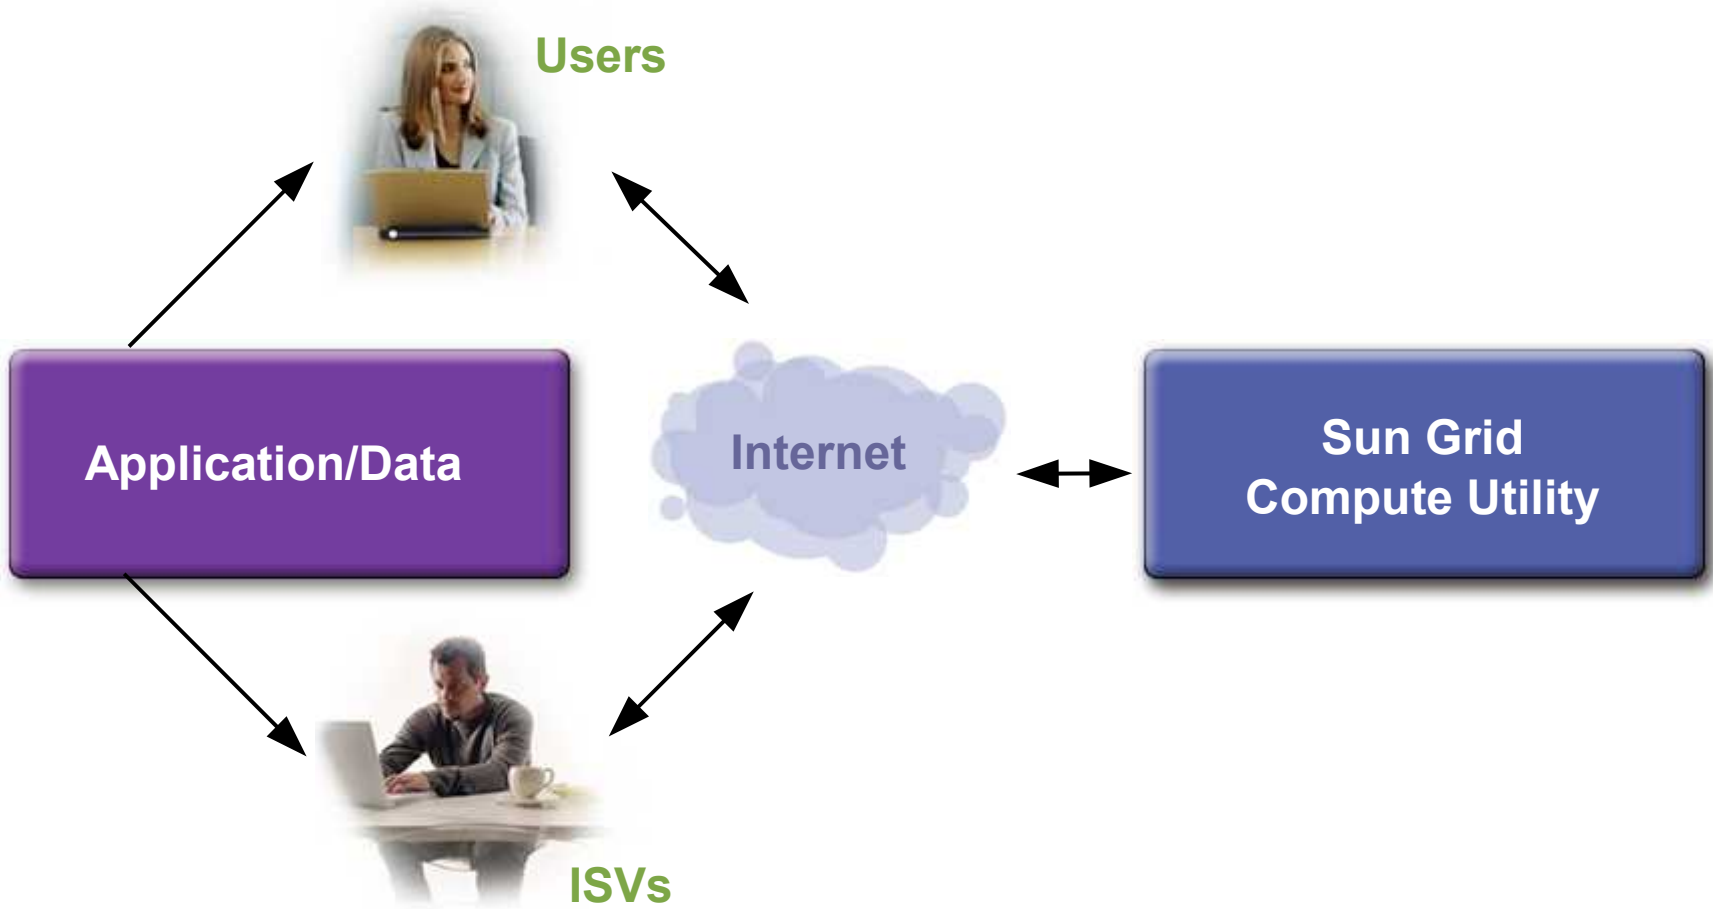 Users
Application/Data
Internet
Sun Grid
Compute Utility
ISVs